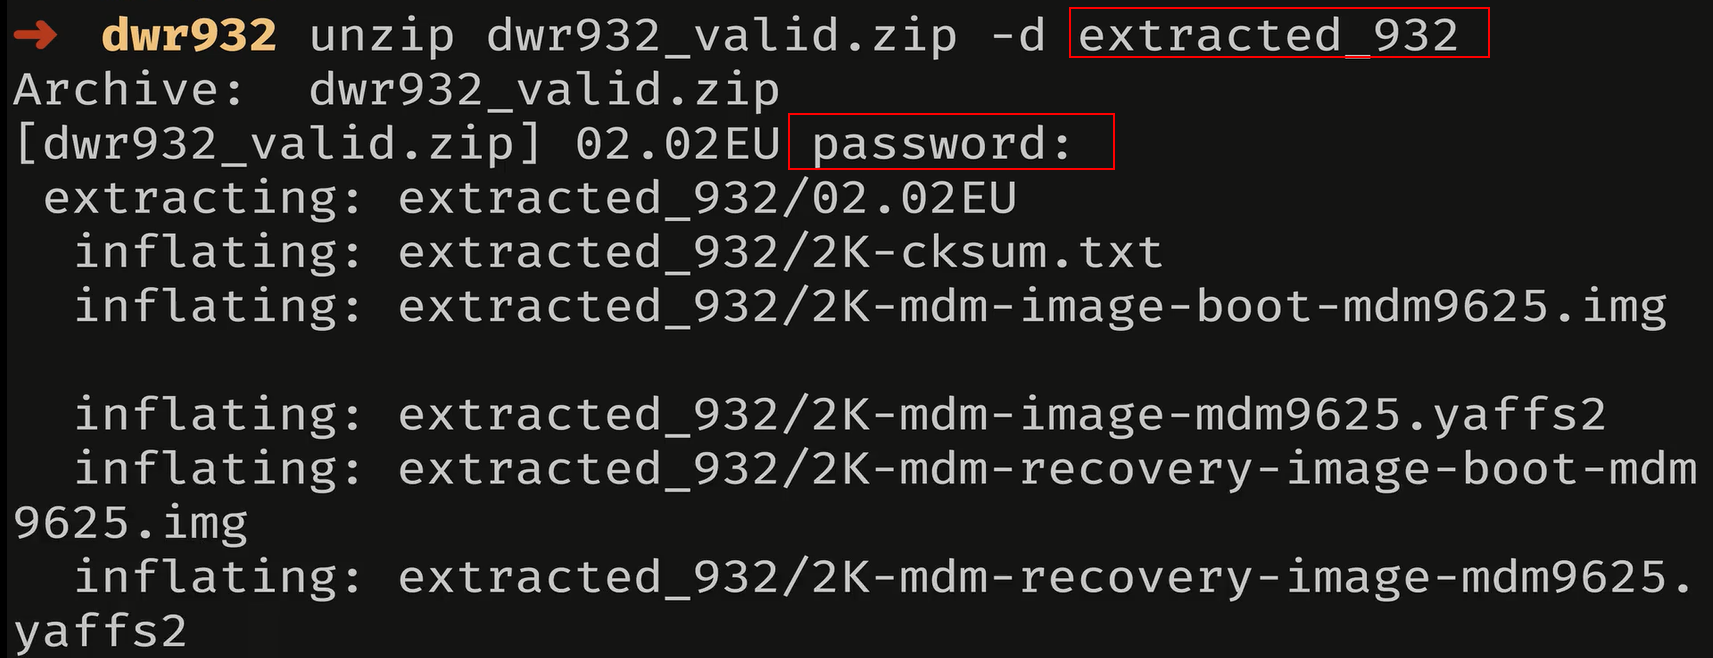 ➜ dwr932 unzip dwr932_valid.zip -d extracted_932
Archive:  dwr932_valid.zip
[dwr932_valid.zip] 02.02EU password:
 extracting: extracted_932/02.02EU
  inflating: extracted_932/2K-cksum.txt
  inflating: extracted_932/2K-mdm-image-boot-mdm9625.img
  inflating: extracted_932/2K-mdm-image-mdm9625.yaffs2
  inflating: extracted_932/2K-mdm-recovery-image-boot-mdm
9625.img
  inflating: extracted_932/2K-mdm-recovery-image-mdm9625.
yaffs2